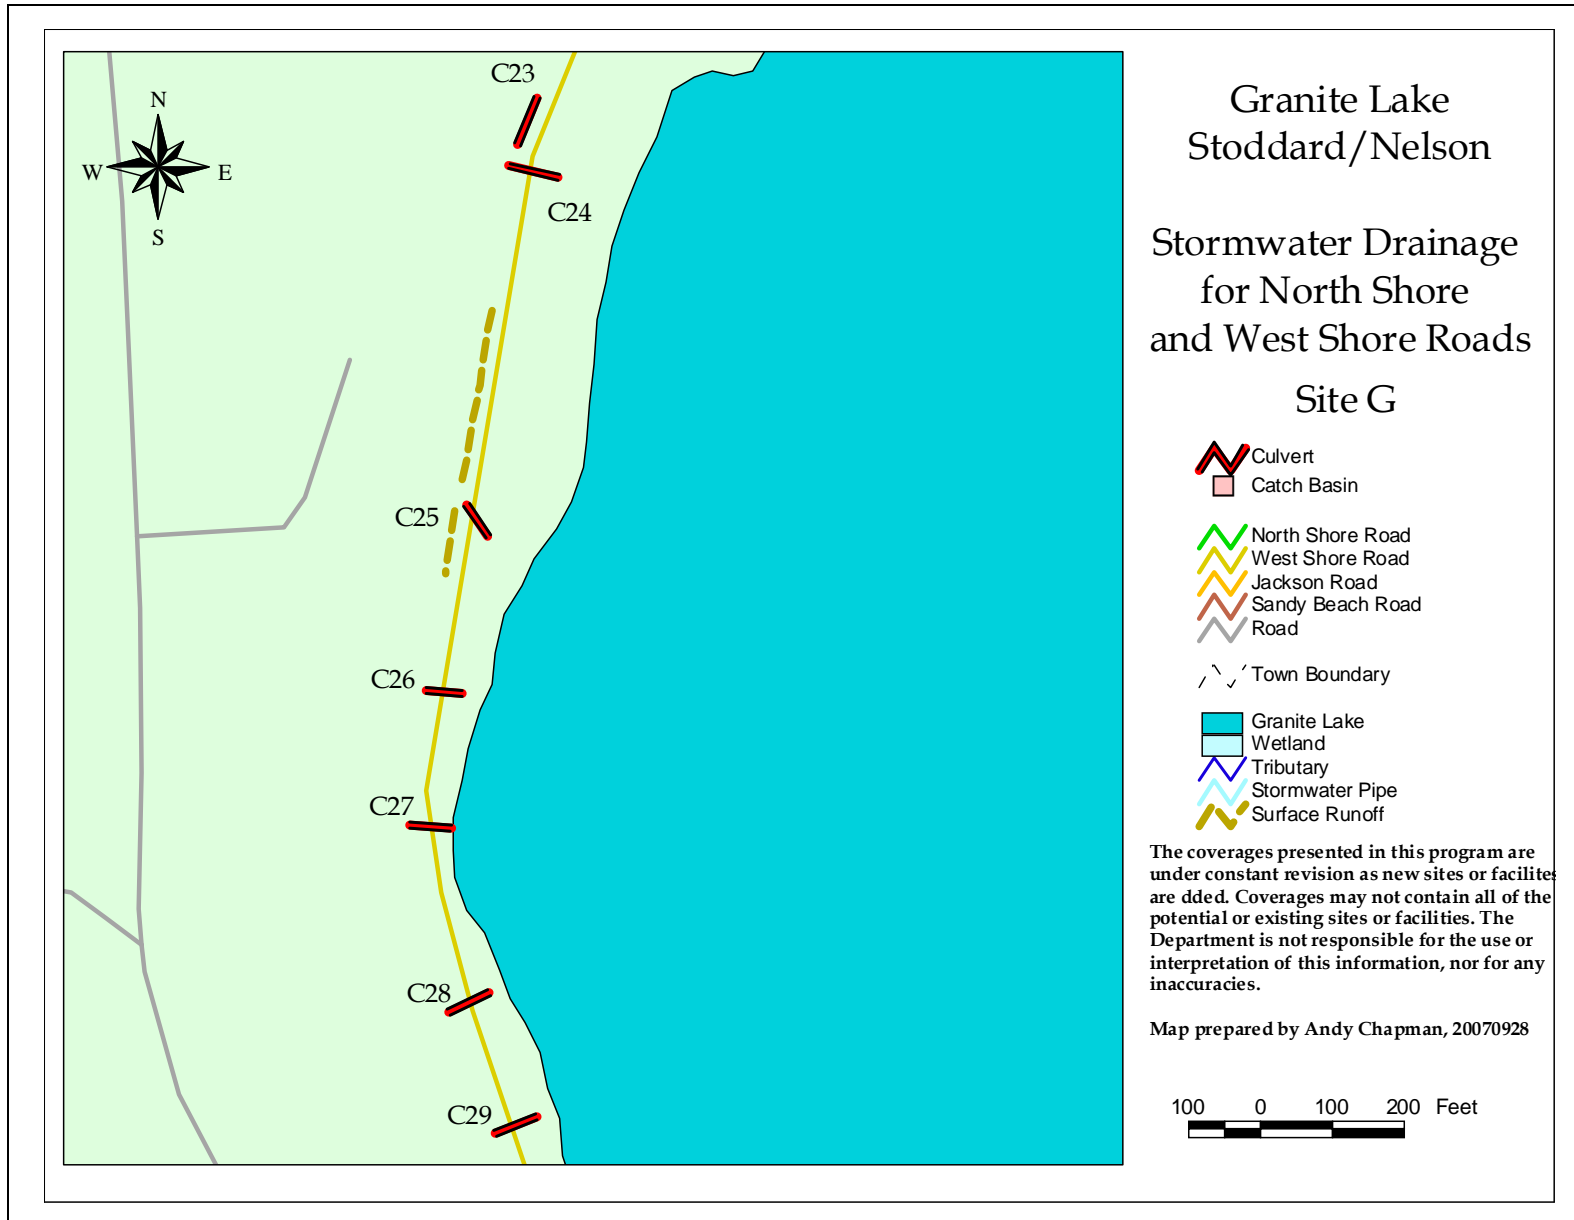 C23
N
W
E
S
C24
C25
C26
C27
C28
C29
Granite Lake
Stoddard/Nelson
Stormwater Drainage
for North Shore
and West Shore Roads
Site G
Culvert
Catch Basin
North Shore Road
West Shore Road
Jackson Road
Sandy Beach Road
Road
Town Boundary
Granite Lake
Wetland
Tributary
Stormwater Pipe
Surface Runoff
The coverages presented in this program are
under constant revision as new sites or facilites
are dded. Coverages may not contain all of the
potential or existing sites or facilities. The
Department is not responsible for the use or
interpretation of this information, nor for any
inaccuracies.
Map prepared by Andy Chapman, 20070928
100 0 100 200 Feet